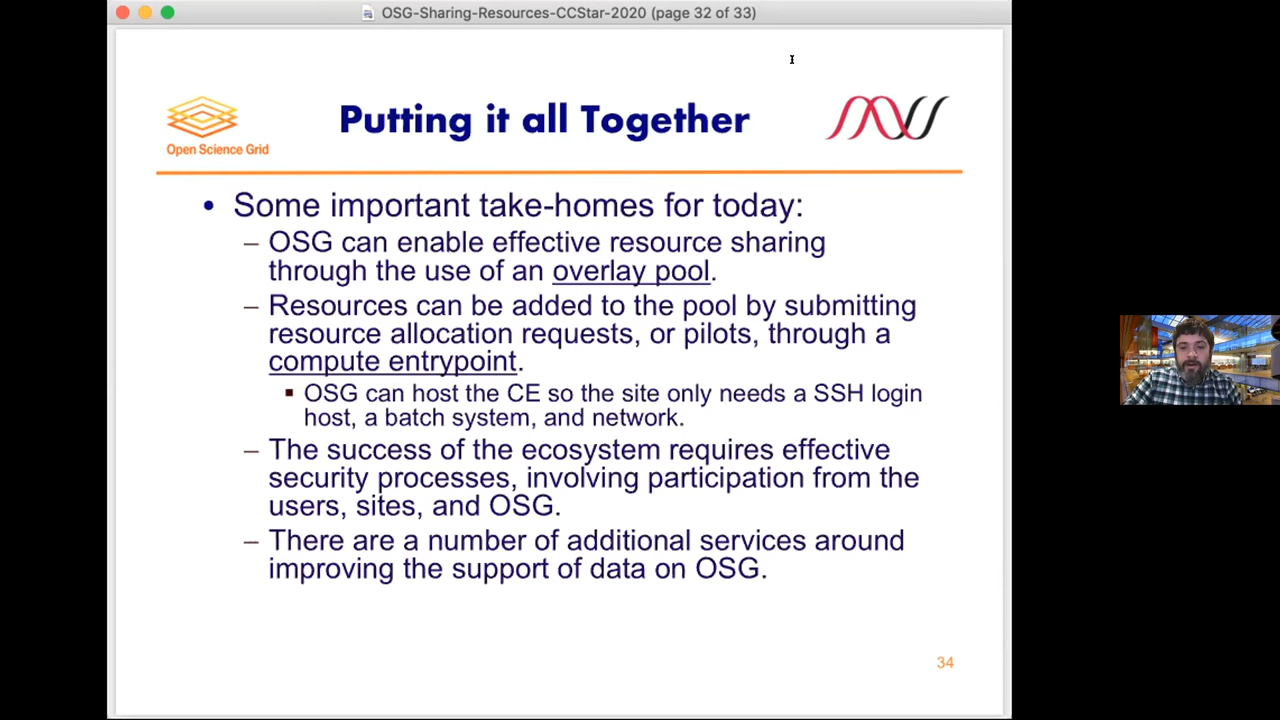 OSG-Sharing-Resources-CCStar-2020 (page 32 of 33)
Putting it all Together
Open Science Grid
• Some important take-homes for today:
– OSG can enable effective resource sharing
through the use of an overlay pool.
– Resources can be added to the pool by submitting
resource allocation requests, or pilots, through a
compute entrypoint.
▪ OSG can host the CE so the site only needs a SSH login
host, a batch system, and network.
– The success of the ecosystem requires effective
security processes, involving participation from the
users, sites, and OSG.
– There are a number of additional services around
improving the support of data on OSG.
34